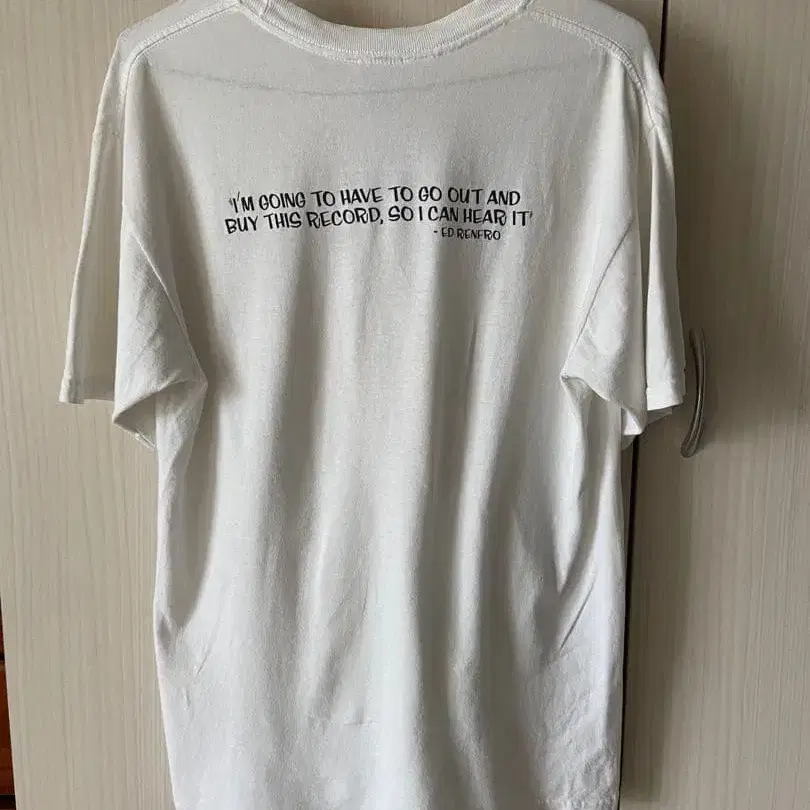 'I'M GOING TO HAVE TO GO OUT AND
BUY THIS RECORD, SO I CAN HEAR IT'
- ED RENFRO